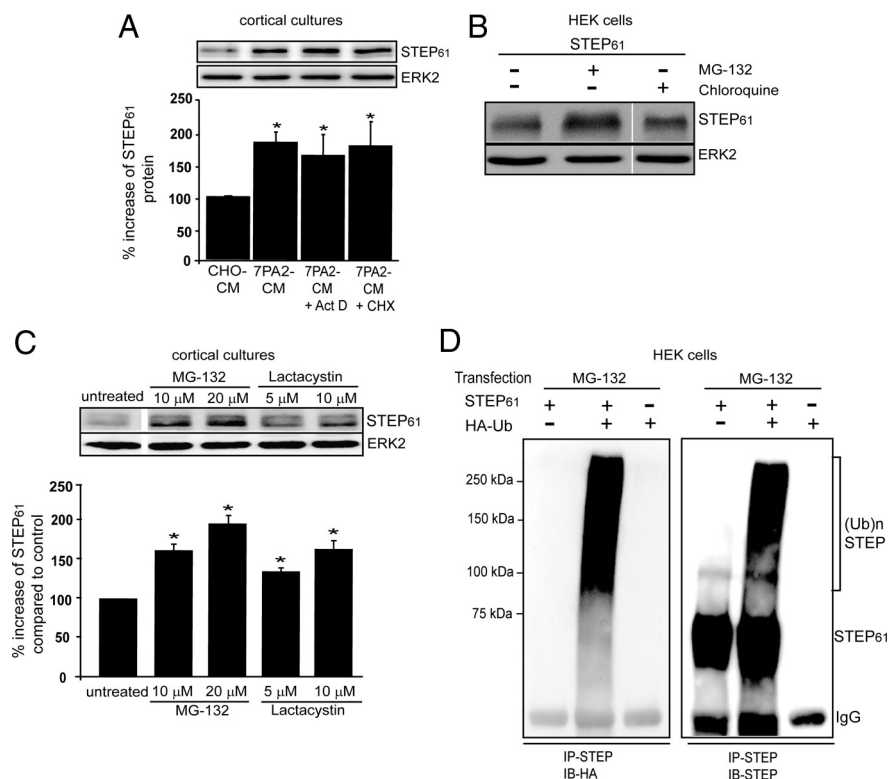 A
cortical cultures
STEP61
ERK2
% increase of STEP61
protein
250
200
150
100
50
0
*
*
*
CHO-
CM
7PA2-
CM
7PA2-
CM
+ Act D
7PA2-
CM
+ CHX
B
HEK cells
STEP61
- + - MG-132
- - + Chloroquine
STEP61
ERK2
C
cortical cultures
MG-132 Lactacystin
untreated 10 µM 20 µM 5 µM 10 µM
STEP61
ERK2
% increase of STEP61
compared to control
250
200
150
100
50
0
*
*
*
*
untreated 10 µM 20 µM 5 µM 10 µM
MG-132 Lactacystin
D
HEK cells
Transfection MG-132 MG-132
STEP61 + + - + + -
HA-Ub - + + - + +
250 kDa
150 kDa
100 kDa
75 kDa
(Ub)n
STEP
STEP61
IgG
IP-STEP
IB-HA
IP-STEP
IB-STEP